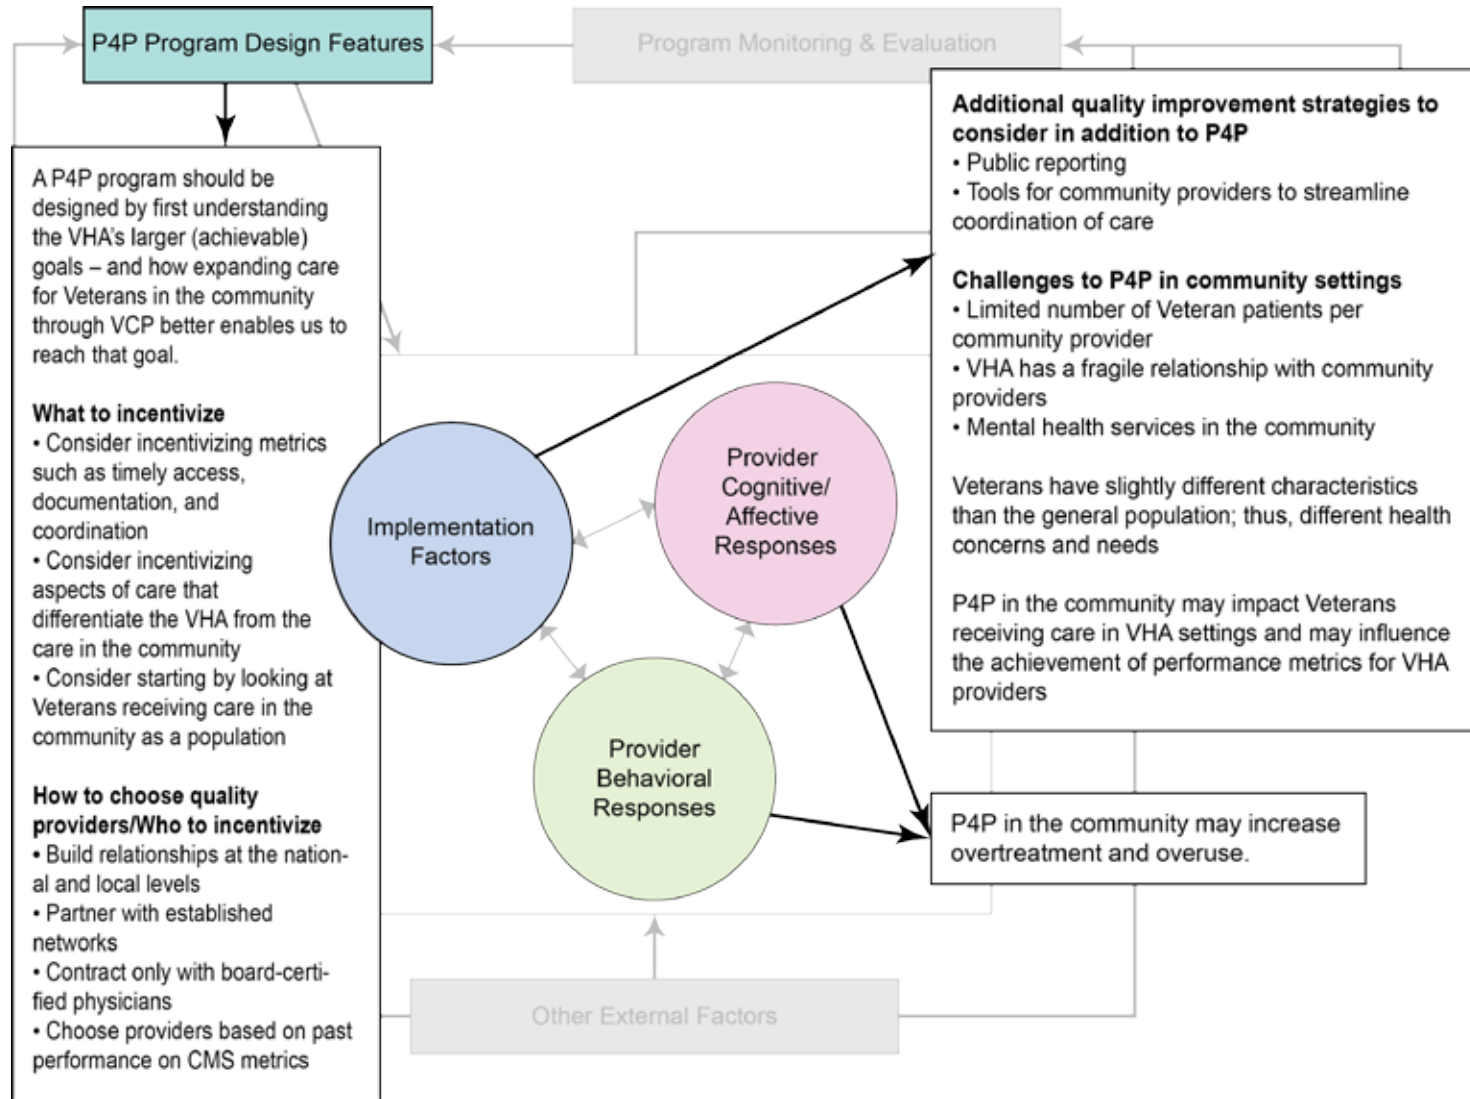 P4P Program Design Features
Program Monitoring & Evaluation
A P4P program should be
designed by first understanding
the VHA's larger (achievable)
goals – and how expanding care
for Veterans in the community
through VCP better enables us to
reach that goal.
What to incentivize
• Consider incentivizing metrics
such as timely access,
documentation, and
coordination
• Consider incentivizing
aspects of care that
differentiate the VHA from the
care in the community
• Consider starting by looking at
Veterans receiving care in the
community as a population
How to choose quality
providers/Who to incentivize
• Build relationships at the nation-
al and local levels
• Partner with established
networks
• Contract only with board-certi-
fied physicians
• Choose providers based on past
performance on CMS metrics
Implementation
Factors
Provider
Cognitive/
Affective
Responses
Provider
Behavioral
Responses
Additional quality improvement strategies to
consider in addition to P4P
• Public reporting
• Tools for community providers to streamline
coordination of care
Challenges to P4P in community settings
• Limited number of Veteran patients per
community provider
• VHA has a fragile relationship with community
providers
• Mental health services in the community
Veterans have slightly different characteristics
than the general population; thus, different health
concerns and needs
P4P in the community may impact Veterans
receiving care in VHA settings and may influence
the achievement of performance metrics for VHA
providers
P4P in the community may increase
overtreatment and overuse.
Other External Factors